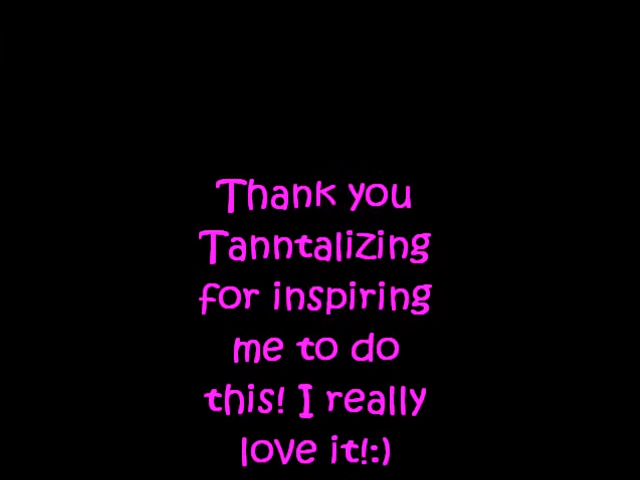 Thank you
Tanntalizing
for inspiring
me to do
this! I really
love it!:)